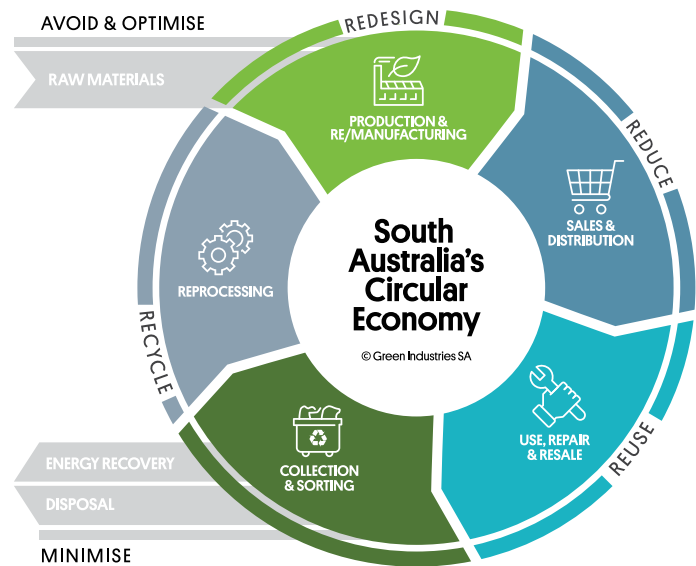 AVOID & OPTIMISE
RAW MATERIALS
REDESIGN
PRODUCTION &
RE/MANUFACTURING
REDUCE
SALES &
DISTRIBUTION
South
Australia's
Circular
Economy
© Green Industries SA
REPROCESSING
RECYCLE
USE, REPAIR
& RESALE
REUSE
COLLECTION
& SORTING
ENERGY RECOVERY
DISPOSAL
MINIMISE